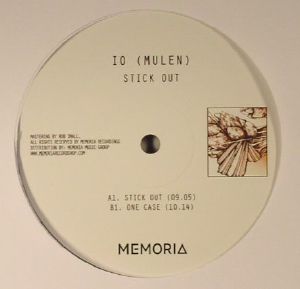 IO (MULEN)
STICK OUT
MASTERING BY ROB SMALL.
ALL RIGHTS RESERVED BY MEMORIA RECORDINGS
DISTRIBUTION BY: MEMORIA MUSIC GROUP
WWW.MEMORIARECORDSHOP.COM
A1. STICK OUT (09.05)
B1. ONE CASE (10.14)
MEMORIA